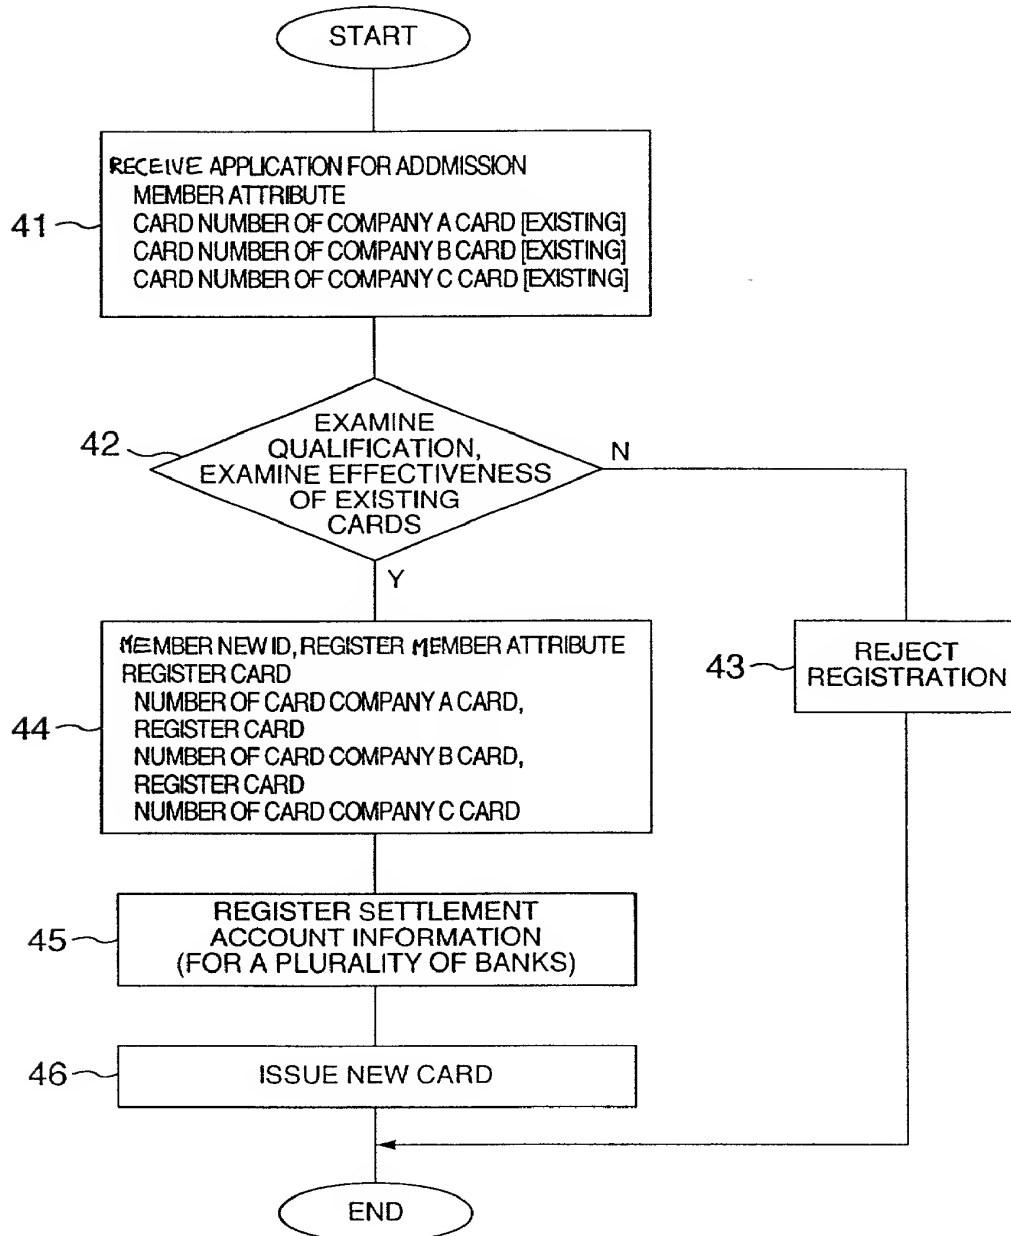 START
41
RECEIVE APPLICATION FOR ADDMISSION
MEMBER ATTRIBUTE
CARD NUMBER OF COMPANY A CARD [EXISTING]
CARD NUMBER OF COMPANY B CARD [EXISTING]
CARD NUMBER OF COMPANY C CARD [EXISTING]
42
EXAMINE
QUALIFICATION,
EXAMINE EFFECTIVENESS
OF EXISTING
CARDS
N
Y
43
REJECT
REGISTRATION
44
MEMBER NEW ID, REGISTER MEMBER ATTRIBUTE
REGISTER CARD
NUMBER OF CARD COMPANY A CARD,
REGISTER CARD
NUMBER OF CARD COMPANY B CARD,
REGISTER CARD
NUMBER OF CARD COMPANY C CARD
45
REGISTER SETTLEMENT
ACCOUNT INFORMATION
(FOR A PLURALITY OF BANKS)
46
ISSUE NEW CARD
END